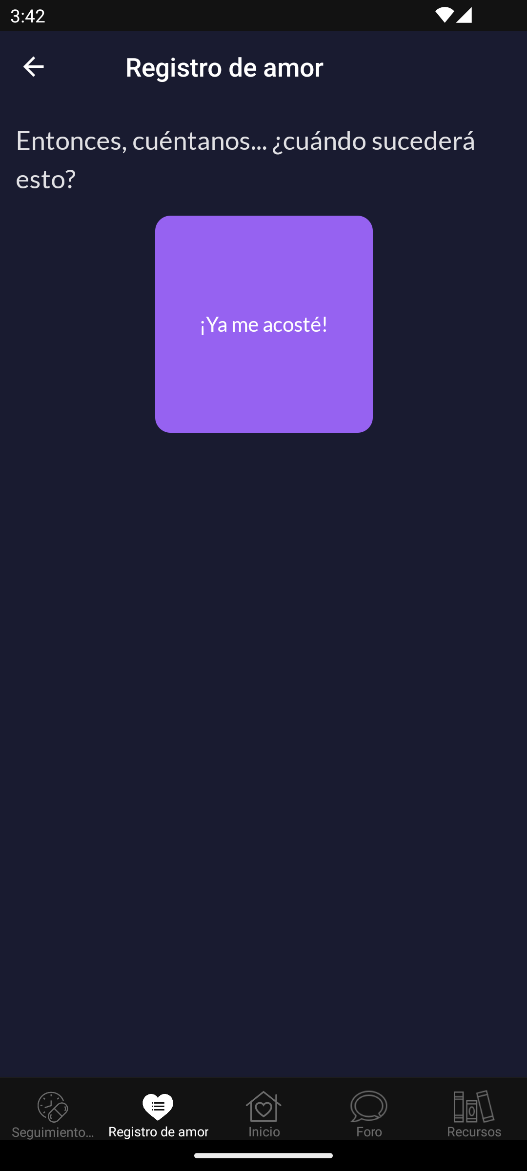 3:42
Registro de amor
Entonces, cuéntanos... ¿cuándo sucederá
esto?
¡Ya me acosté!
Seguimiento...
Registro de amor
Inicio
Foro
Recursos